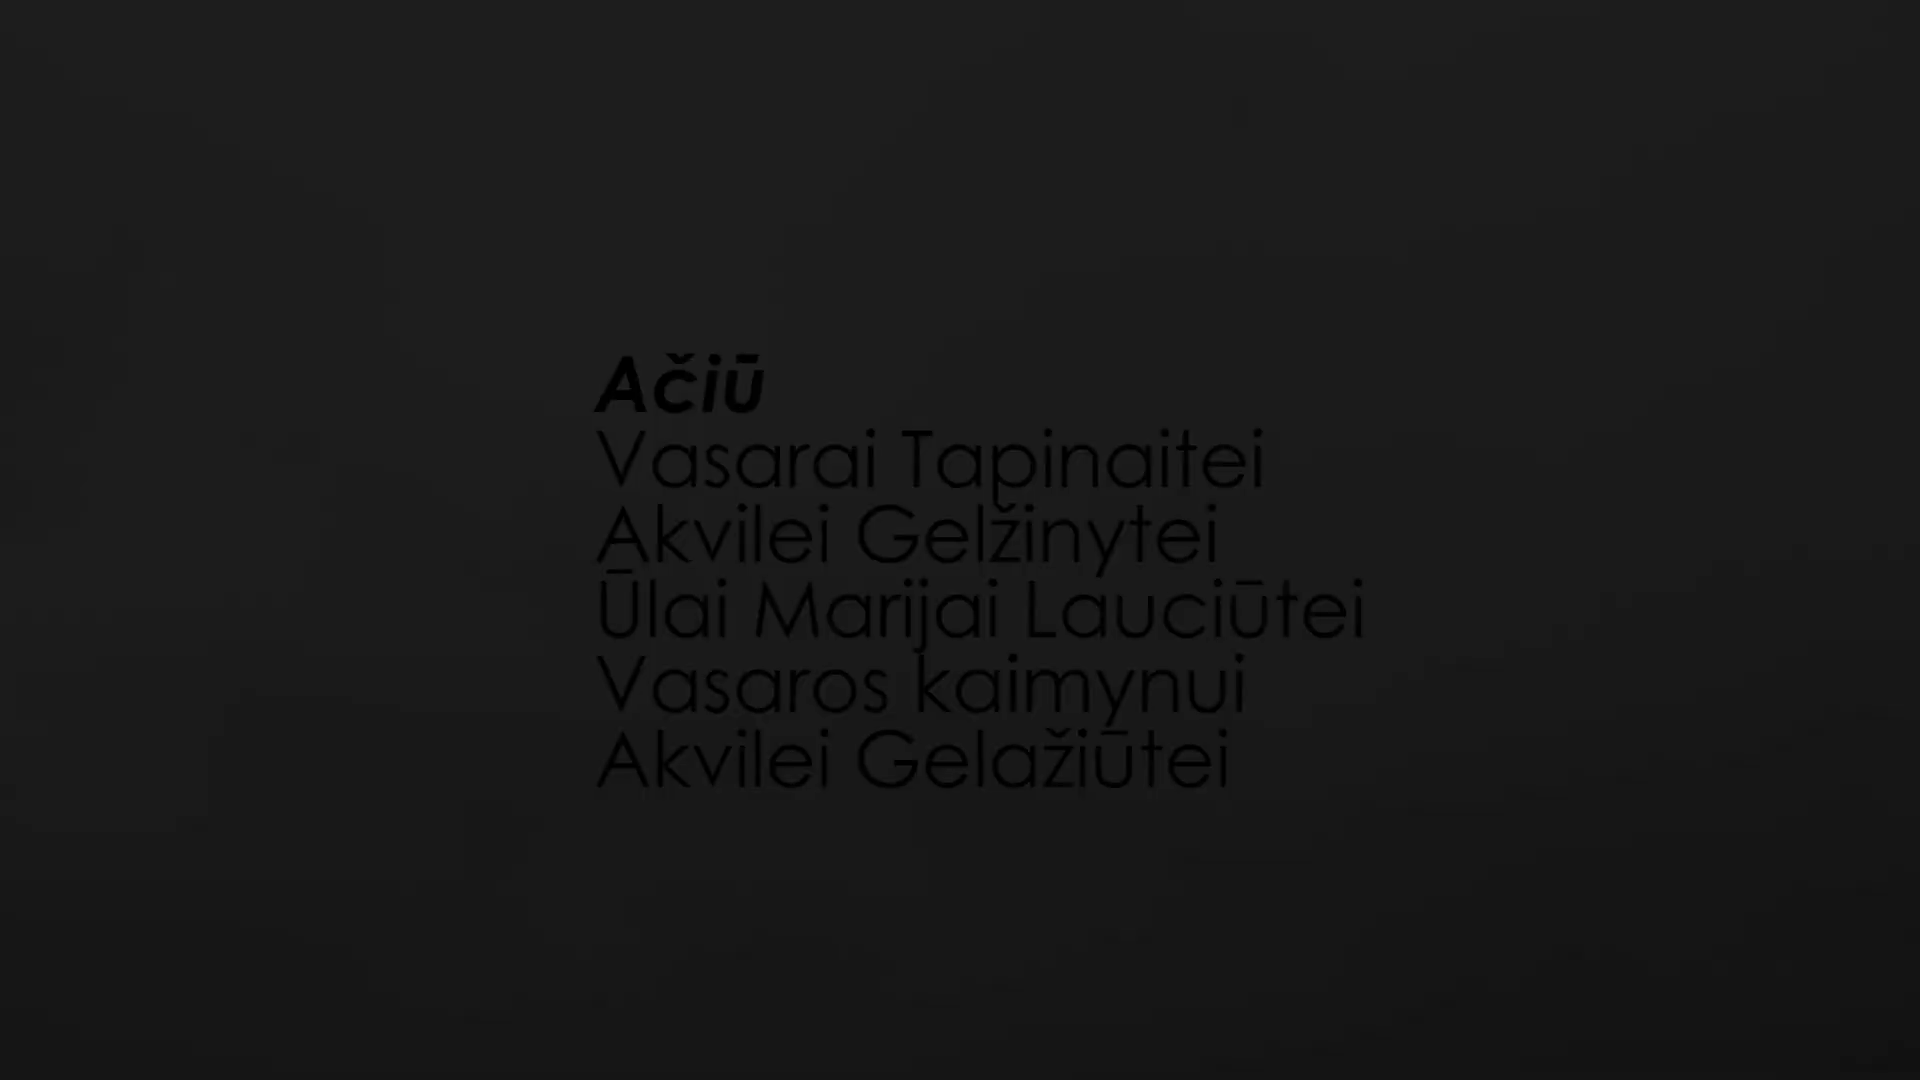 Ačiū
Vasarai Tapinaitei
Akvilei Gelžinytei
Ūlai Marijai Lauciūtei
Vasaros kaimynui
Akvilei Gelažiūtei